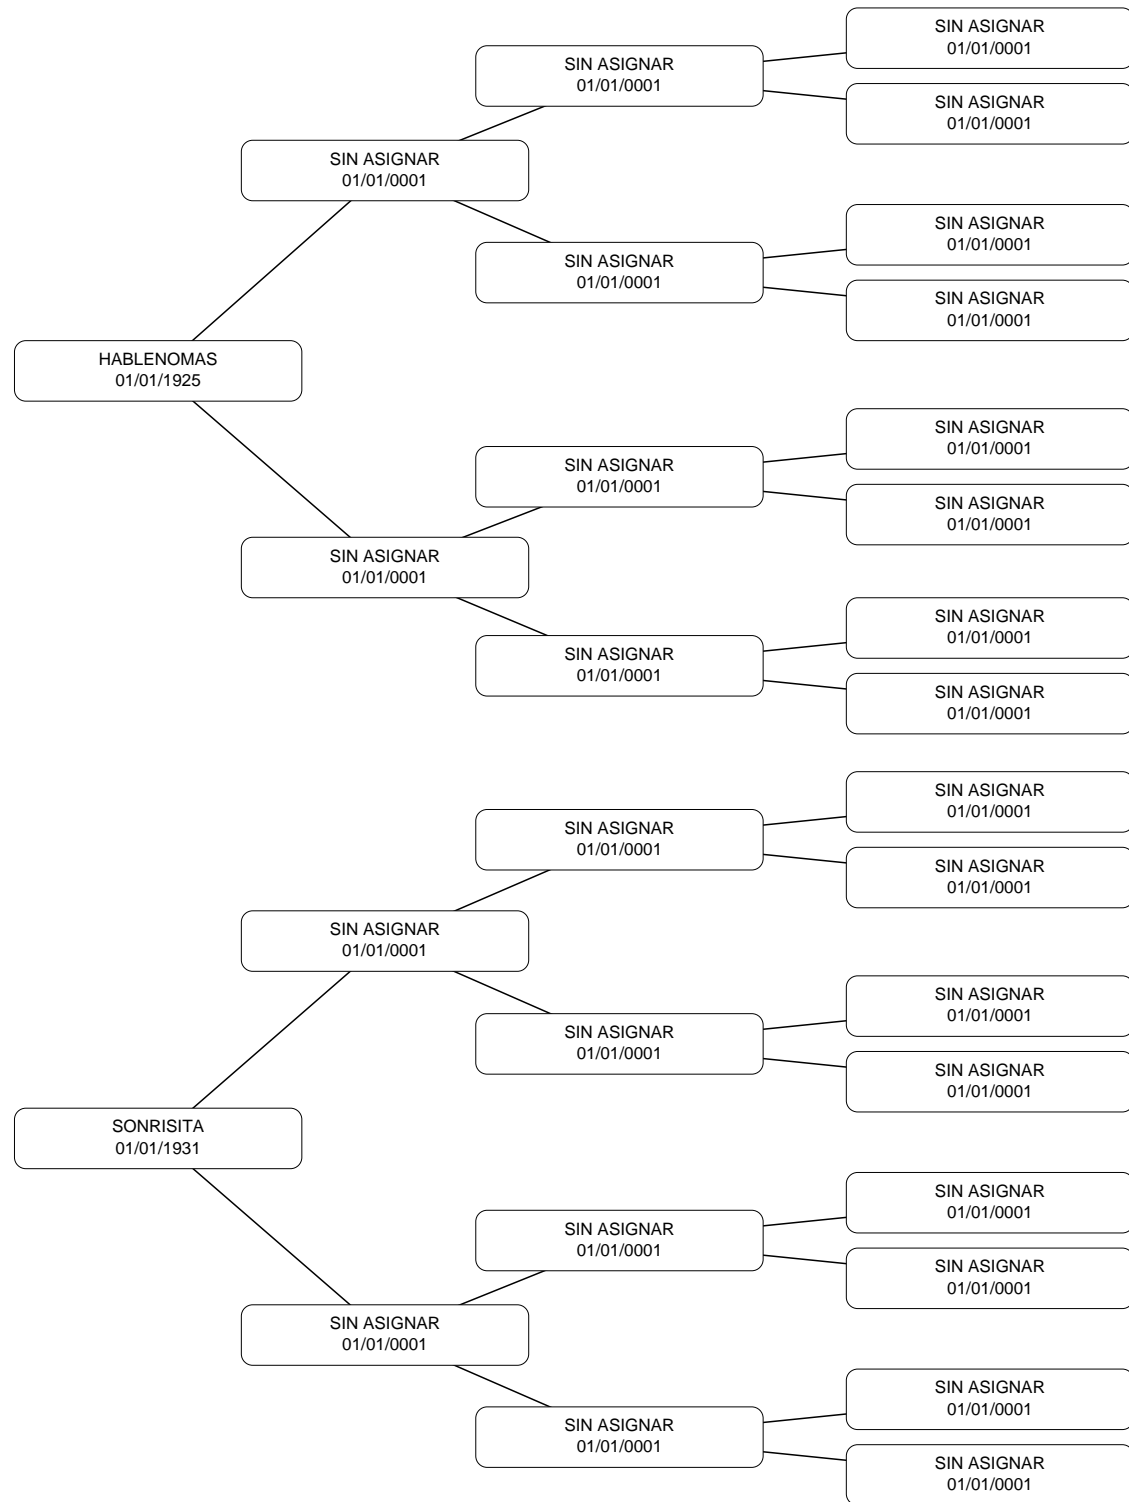 SIN ASIGNAR
01/01/0001
SIN ASIGNAR
01/01/0001
SIN ASIGNAR
01/01/0001
SIN ASIGNAR
01/01/0001
SIN ASIGNAR
01/01/0001
SIN ASIGNAR
01/01/0001
SIN ASIGNAR
01/01/0001
HABLENOMAS
01/01/1925
SIN ASIGNAR
01/01/0001
SIN ASIGNAR
01/01/0001
SIN ASIGNAR
01/01/0001
SIN ASIGNAR
01/01/0001
SIN ASIGNAR
01/01/0001
SIN ASIGNAR
01/01/0001
SIN ASIGNAR
01/01/0001
SIN ASIGNAR
01/01/0001
SIN ASIGNAR
01/01/0001
SIN ASIGNAR
01/01/0001
SIN ASIGNAR
01/01/0001
SIN ASIGNAR
01/01/0001
SIN ASIGNAR
01/01/0001
SIN ASIGNAR
01/01/0001
SONRISITA
01/01/1931
SIN ASIGNAR
01/01/0001
SIN ASIGNAR
01/01/0001
SIN ASIGNAR
01/01/0001
SIN ASIGNAR
01/01/0001
SIN ASIGNAR
01/01/0001
SIN ASIGNAR
01/01/0001
SIN ASIGNAR
01/01/0001